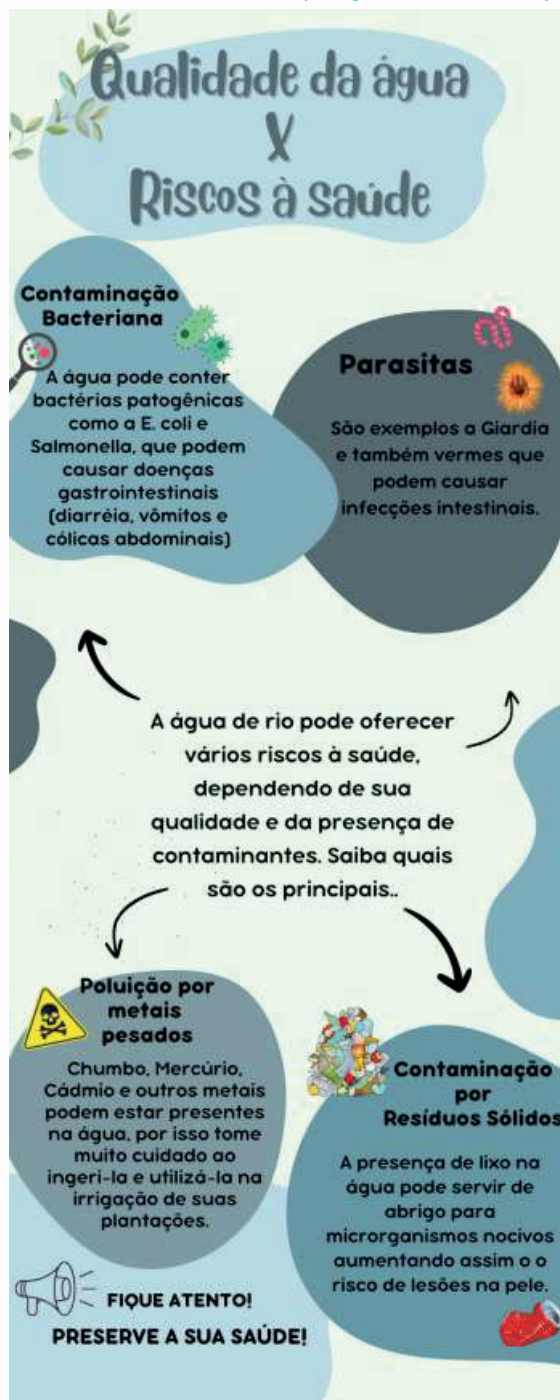 Qualidade da água
X
Riscos à saúde
Contaminação
Bacteriana
A água pode conter
bactérias patogênicas
como a E. coli e
Salmonella, que podem
causar doenças
gastrointestinais
(diarréia, vômitos e
cólicas abdominais)
Parasitas
São exemplos a Giardia
e também vermes que
podem causar
infecções intestinais.
A água de rio pode oferecer
vários riscos à saúde,
dependendo de sua
qualidade e da presença de
contaminantes. Saiba quais
são os principais..
Poluição por
metais
pesados
Chumbo, Mercúrio,
Cádmio e outros metais
podem estar presentes
na água, por isso tome
muito cuidado ao
ingeri-la e utilizá-la na
irrigação de suas
plantações.
Contaminação
por
Resíduos Sólidos
A presença de lixo na
água pode servir de
abrigo para
microrganismos nocivos
aumentando assim o o
risco de lesões na pele.
FIQUE ATENTO!
PRESERVE A SUA SAÚDE!